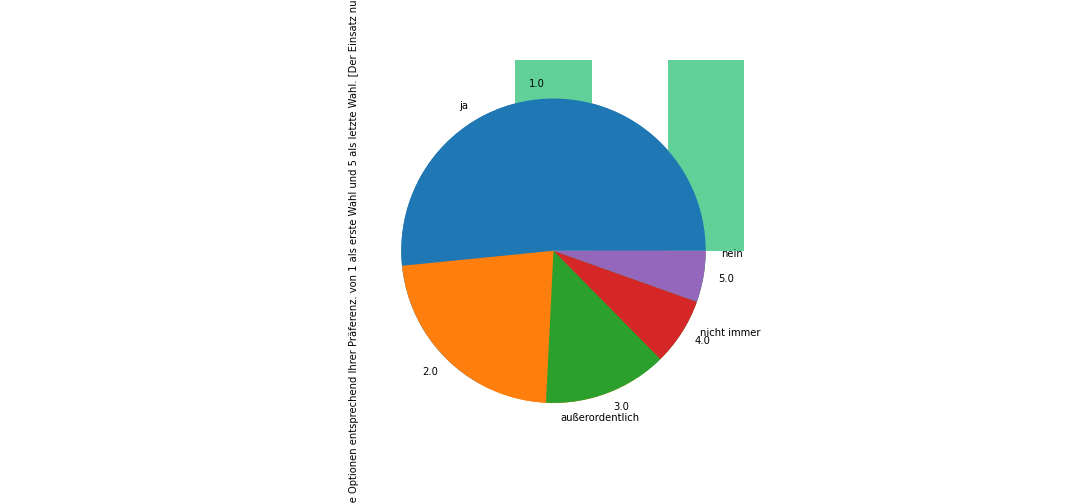 e Optionen entsprechend Ihrer Präferenz. von 1 als erste Wahl und 5 als letzte Wahl. [Der Einsatz nu
1.0
ja
nein
5.0
nicht immer
4.0
2.0
3.0
außerordentlich